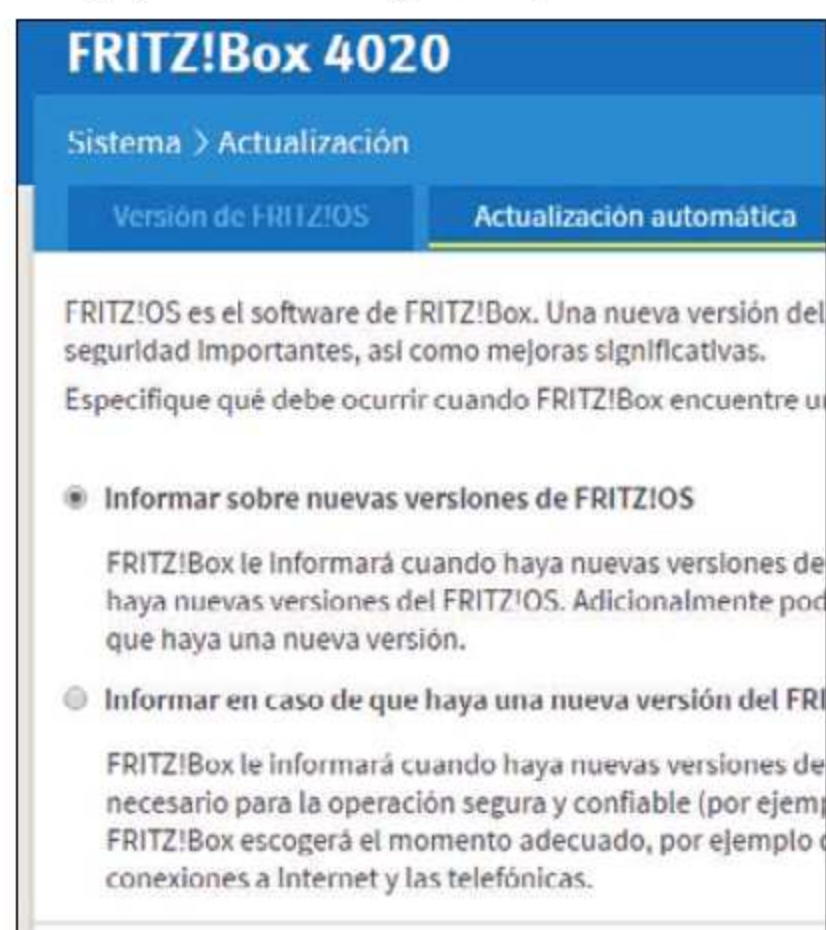 FRITZ!Box 4020
Sistema > Actualización
Versión de FRITZ!OS
Actualización automática
FRITZ!OS es el software de FRITZ!Box. Una nueva versión del
seguridad importantes, así como mejoras significativas.
Especifique qué debe ocurrir cuando FRITZ!Box encuentre
Informar sobre nuevas versiones de FRITZ!OS
FRITZ!Box le informará cuando haya nuevas versiones de
haya nuevas versiones del FRITZ!OS. Adicionalmente
que haya una nueva versión.
Informar en caso de que haya una nueva versión del
FRITZ!Box le informará cuando haya nuevas versiones de
necesario para la operación segura y confiable (por
FRITZ!Box escogerá el momento adecuado, por ejemplo
conexiones a Internet y las telefónicas.